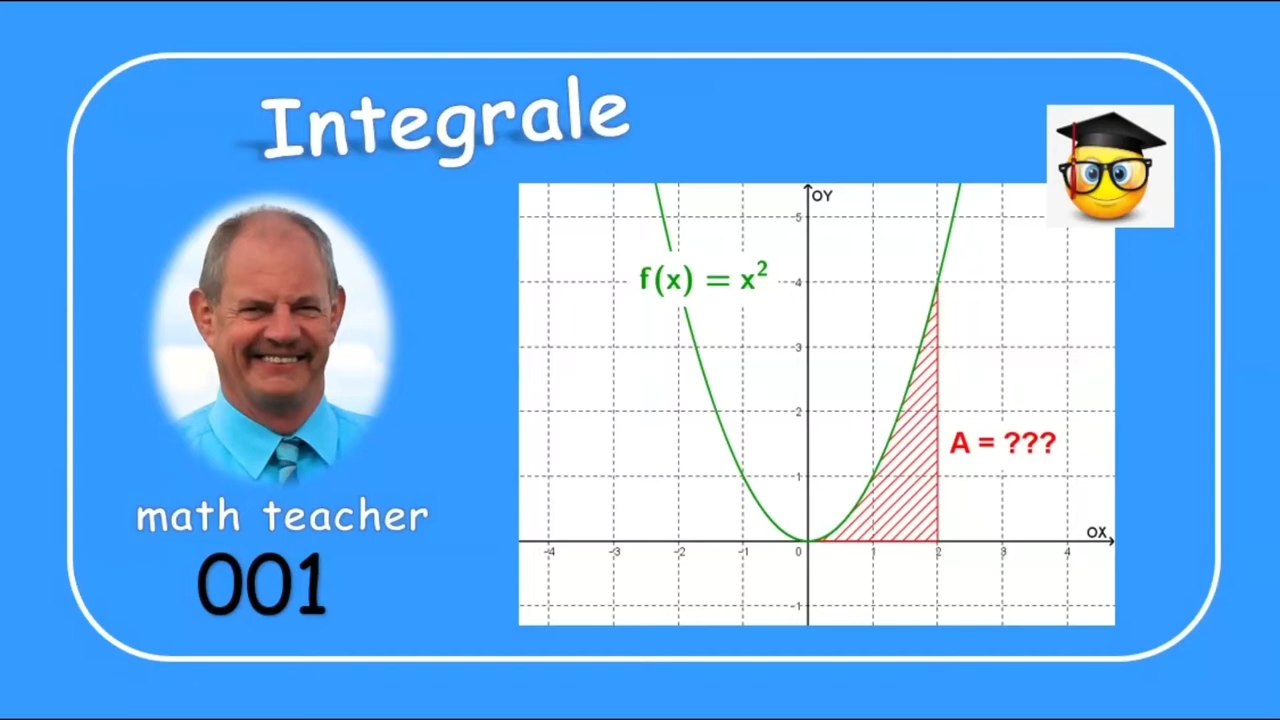 Integrale
math teacher
001
OY
5
f(x) = x²
4
3
2
A = ???
1
OX
-4 -3 -2 -1 0 1 2 3 4
-1